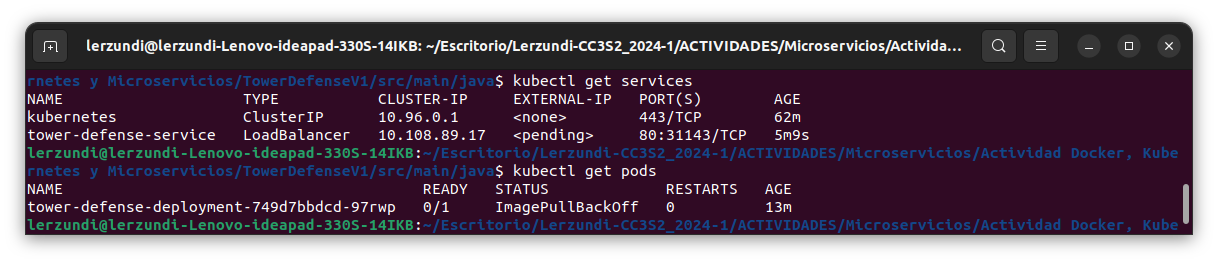 lerzundi@lerzundi-Lenovo-ideapad-330S-14IKB: ~/Escritorio/Lerzundi-CC3S2_2024-1/ACTIVIDADES/Microservicios/Activida...
rnetes y Microservicios/TowerDefenseV1/src/main/java$ kubectl get services
NAME TYPE CLUSTER-IP EXTERNAL-IP PORT(S) AGE
kubernetes ClusterIP 10.96.0.1 <none> 443/TCP 62m
tower-defense-service LoadBalancer 10.108.89.17 <pending> 80:31143/TCP 5m9s
lerzundi@lerzundi-Lenovo-ideapad-330S-14IKB:~/Escritorio/Lerzundi-CC3S2_2024-1/ACTIVIDADES/Microservicios/Actividad Docker, Kube
rnetes y Microservicios/TowerDefenseV1/src/main/java$ kubectl get pods
NAME READY STATUS RESTARTS AGE
tower-defense-deployment-749d7bbdcd-97rwp 0/1 ImagePullBackOff 0 13m
lerzundi@lerzundi-Lenovo-ideapad-330S-14IKB:~/Escritorio/Lerzundi-CC3S2_2024-1/ACTIVIDADES/Microservicios/Actividad Docker, Kube